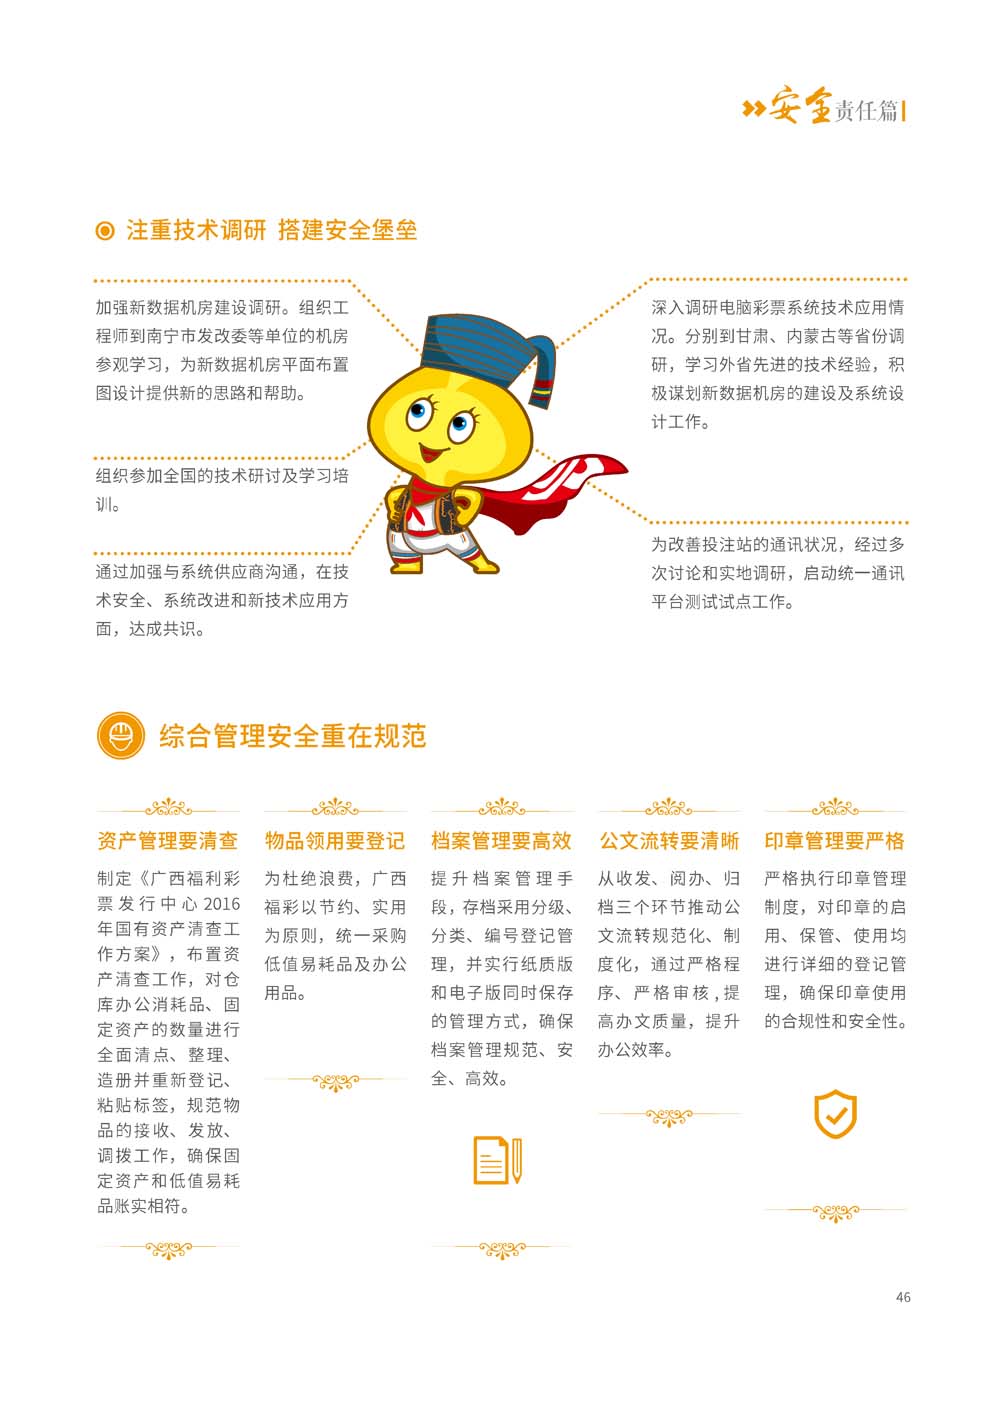 安全责任篇
注重技术调研 搭建安全堡垒
加强新数据机房建设调研。组织工
程师到南宁市发改委等单位的机房
参观学习，为新数据机房平面布置
图设计提供新的思路和帮助。
组织参加全国的技术研讨及学习培
训。
通过加强与系统供应商沟通，在技
术安全、系统改进和新技术应用方
面，达成共识。
深入调研电脑彩票系统技术应用情
况。分别到甘肃、内蒙古等省份调
研，学习外省先进的技术经验，积
极谋划新数据机房的建设及系统设
计工作。
为改善投注站的通讯状况，经过多
次讨论和实地调研，启动统一通讯
平台测试试点工作。
综合管理安全重在规范
资产管理要清查
制定《广西福利彩
票发行中心2016
年国有资产清查工
作方案》，布置资
产清查工作，对仓
库办公消耗品、固
定资产的数量进行
全面清点、整理、
造册并重新登记、
粘贴标签，规范物
品的接收、发放、
调拨工作，确保固
定资产和低值易耗
品账实相符。
物品领用要登记
为杜绝浪费，广西
福彩以节约、实用
为原则，统一采购
低值易耗品及办公
用品。
档案管理要高效
提升档案管理手
段，存档采用分级、
分类、编号登记管
理，并实行纸质版
和电子版同时保存
的管理方式，确保
档案管理规范、安
全、高效。
公文流转要清晰
从收发、阅办、归
档三个环节推动公
文流转规范化、制
度化，通过严格程
序、严格审核,提
高办文质量，提升
办公效率。
印章管理要严格
严格执行印章管理
制度，对印章的启
用、保管、使用均
进行详细的登记管
理，确保印章使用
的合规性和安全性。
46